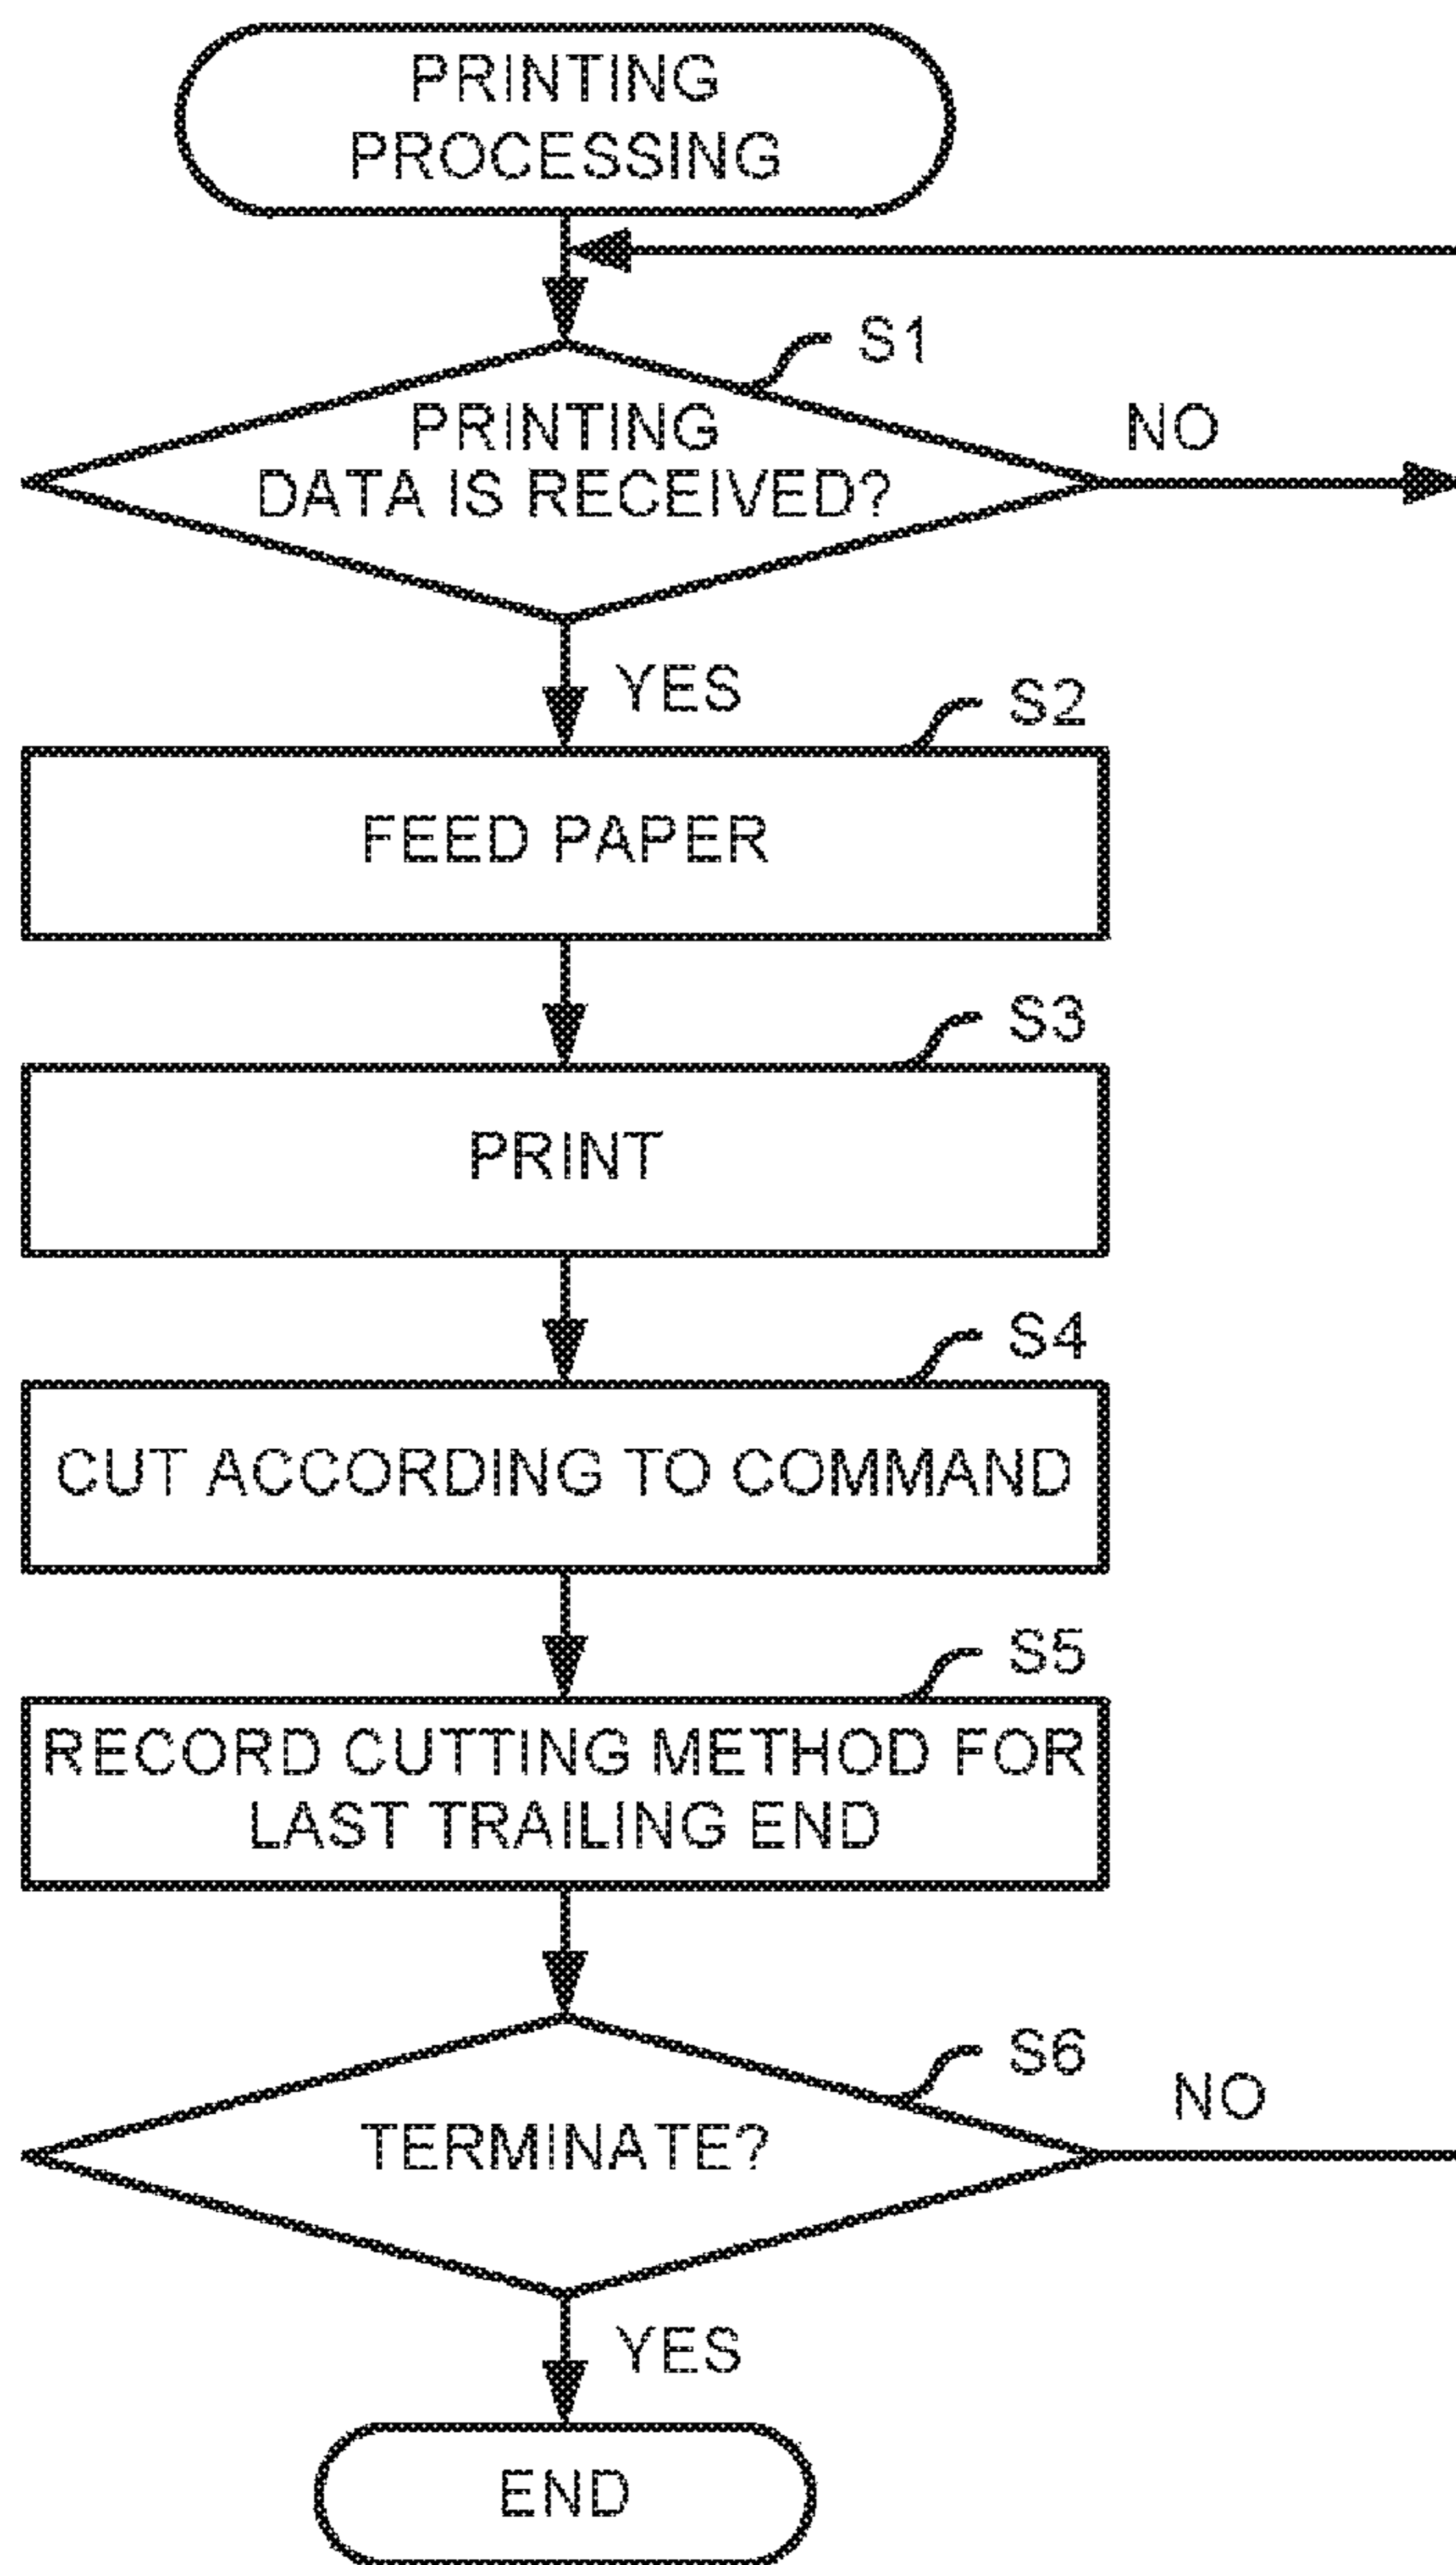 PRINTING
PROCESSING
S1
PRINTING
DATA IS RECEIVED?
NO
YES
S2
FEED PAPER
S3
PRINT
S4
CUT ACCORDING TO COMMAND
S5
RECORD CUTTING METHOD FOR
LAST TRAILING END
S6
TERMINATE?
NO
YES
END